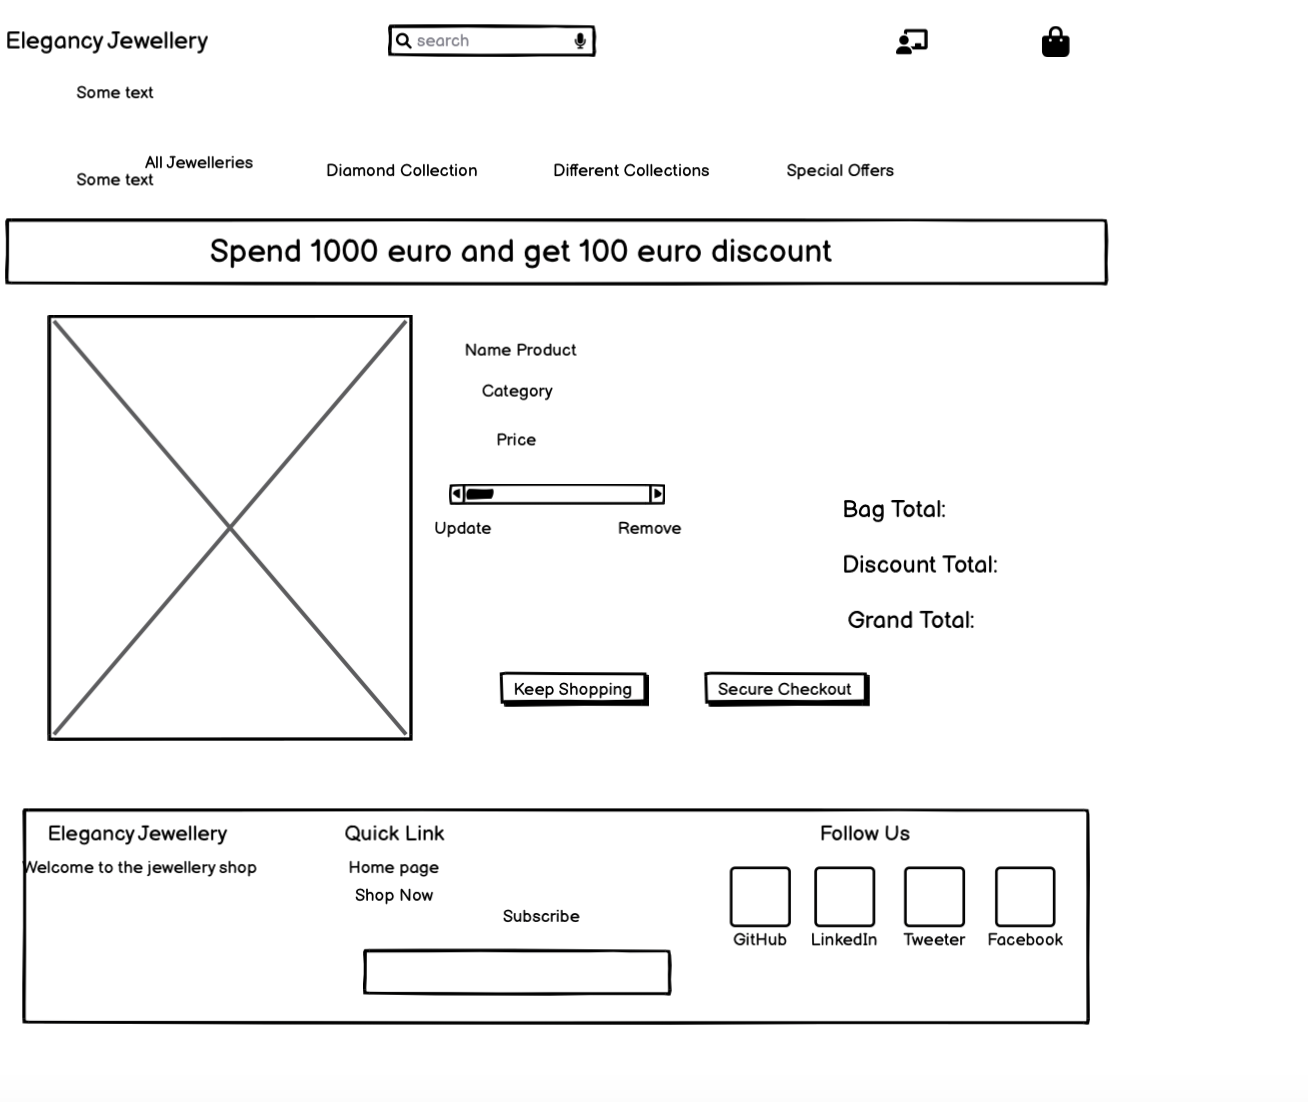 Elegancy Jewellery
search
Some text
All Jewelleries
Some text
Diamond Collection
Different Collections
Special Offers
Spend 1000 euro and get 100 euro discount
Name Product
Category
Price
Update
Remove
Bag Total:
Discount Total:
Grand Total:
Keep Shopping
Secure Checkout
Elegancy Jewellery
Welcome to the jewellery shop
Quick Link
Home page
Shop Now
Subscribe
Follow Us
GitHub
LinkedIn
Tweeter
Facebook